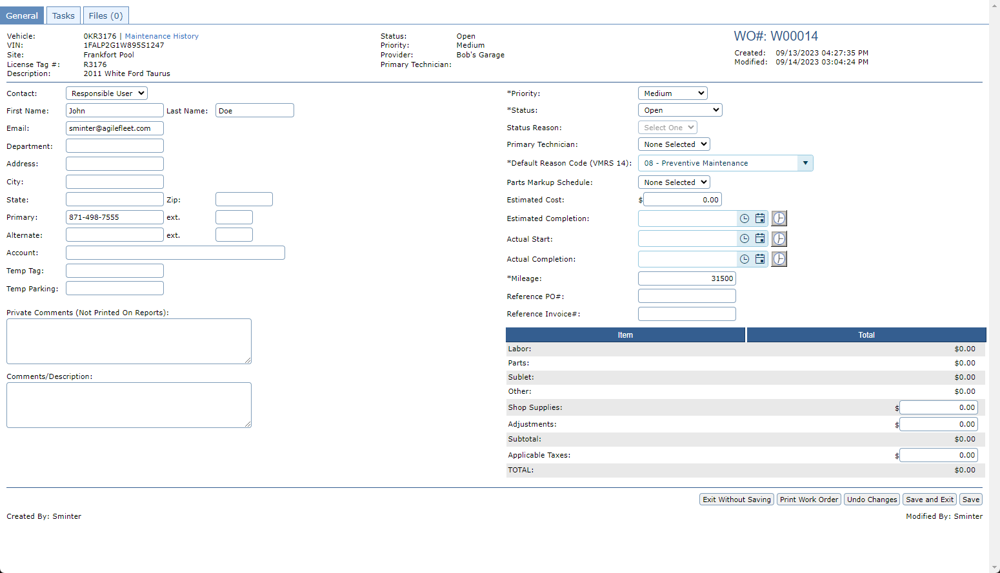 General Tasks Files (0)
Vehicle: 0KR3176 | Maintenance History
VIN: 1FALP2G1W895S1247
Site: Frankfort Pool
License Tag #: R3176
Description: 2011 White Ford Taurus
Status: Open
Priority: Medium
Provider: Bob's Garage
Primary Technician:
WO#: W00014
Created: 09/13/2023 04:27:35 PM
Modified: 09/14/2023 03:04:24 PM
Contact: Responsible User
First Name: John Last Name: Doe
Email: sminter@agilefleet.com
Department:
Address:
City:
State: Zip:
Primary: 871-498-7555 ext.
Alternate: ext.
Account:
Temp Tag:
Temp Parking:
Private Comments (Not Printed On Reports):
Comments/Description:
*Priority: Medium
*Status: Open
Status Reason: Select One
Primary Technician: None Selected
*Default Reason Code (VMRS 14): 08 - Preventive Maintenance
Parts Markup Schedule: None Selected
Estimated Cost: $ 0.00
Estimated Completion:
Actual Start:
Actual Completion:
*Mileage: 31500
Reference PO#:
Reference Invoice#:
Item Total
Labor: $0.00
Parts: $0.00
Sublet: $0.00
Other: $0.00
Shop Supplies: $ 0.00
Adjustments: $ 0.00
Subtotal: $0.00
Applicable Taxes: $ 0.00
TOTAL: $0.00
Exit Without Saving Print Work Order Undo Changes Save and Exit Save
Created By: Sminter Modified By: Sminter